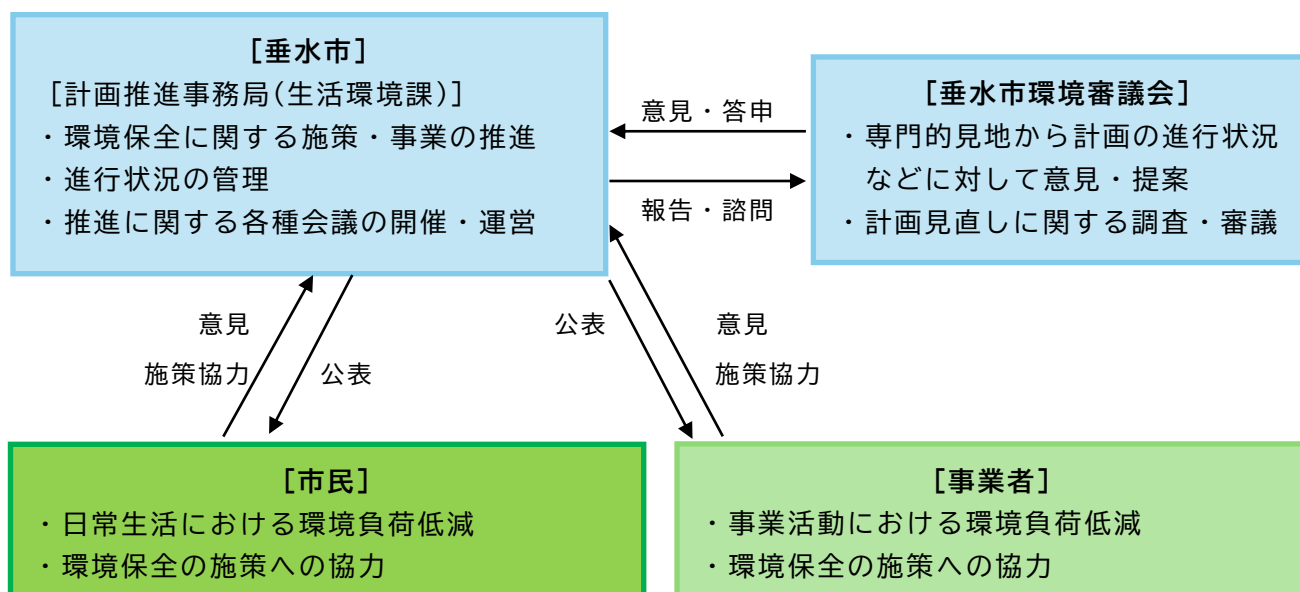 [垂水市]
[計画推進事務局(生活環境課)]
・環境保全に関する施策・事業の推進
・進行状況の管理
・推進に関する各種会議の開催・運営
意見・答申
報告・諮問
[垂水市環境審議会]
・専門的見地から計画の進行状況
などに対して意見・提案
・計画見直しに関する調査・審議
意見
施策協力
公表
公表
意見
施策協力
[市民]
・日常生活における環境負荷低減
・環境保全の施策への協力
[事業者]
・事業活動における環境負荷低減
・環境保全の施策への協力